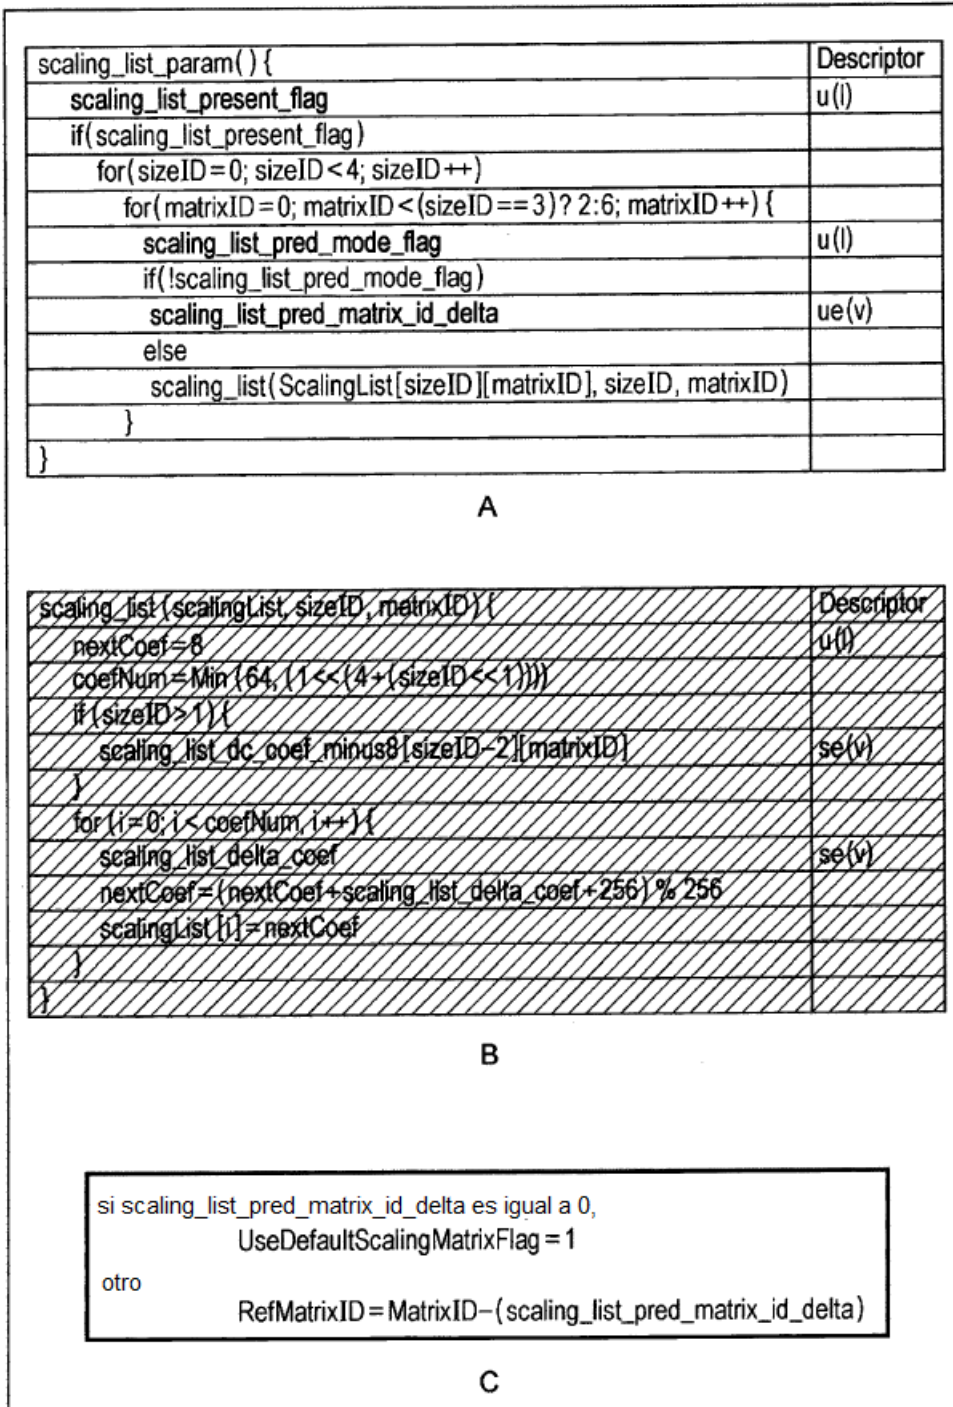 scaling_list_param( ) { Descriptor
scaling_list_present_flag u(l)
if(scaling_list_present_flag)
for(sizeID=0; sizeID<4; sizeID++)
for(matrixID=0; matrixID<(sizeID==3)? 2:6; matrixID++) {
scaling_list_pred_mode_flag u(l)
if(!scaling_list_pred_mode_flag)
scaling_list_pred_matrix_id_delta ue(v)
else
scaling_list(ScalingList[sizeID][matrixID], sizeID, matrixID)
}
}
A
scaling_list (scalingList, sizeID, matrixID) { Descriptor
nextCoef=8 u(l)
coefNum=Min (64, (1<<(4+(sizeID<<1))))
if (sizeID>1) {
scaling_list_dc_coef_minus8[sizeID-2][matrixID] se(v)
}
for (i=0; i<coefNum, i++) {
scaling_list_delta_coef se(v)
nextCoef=(nextCoef+scaling_list_delta_coef+256) % 256
scalingList [i]=nextCoef
}
}
B
si scaling_list_pred_matrix_id_delta es igual a 0,
UseDefaultScalingMatrixFlag=1
otro
RefMatrixID=MatrixID-(scaling_list_pred_matrix_id_delta)
C